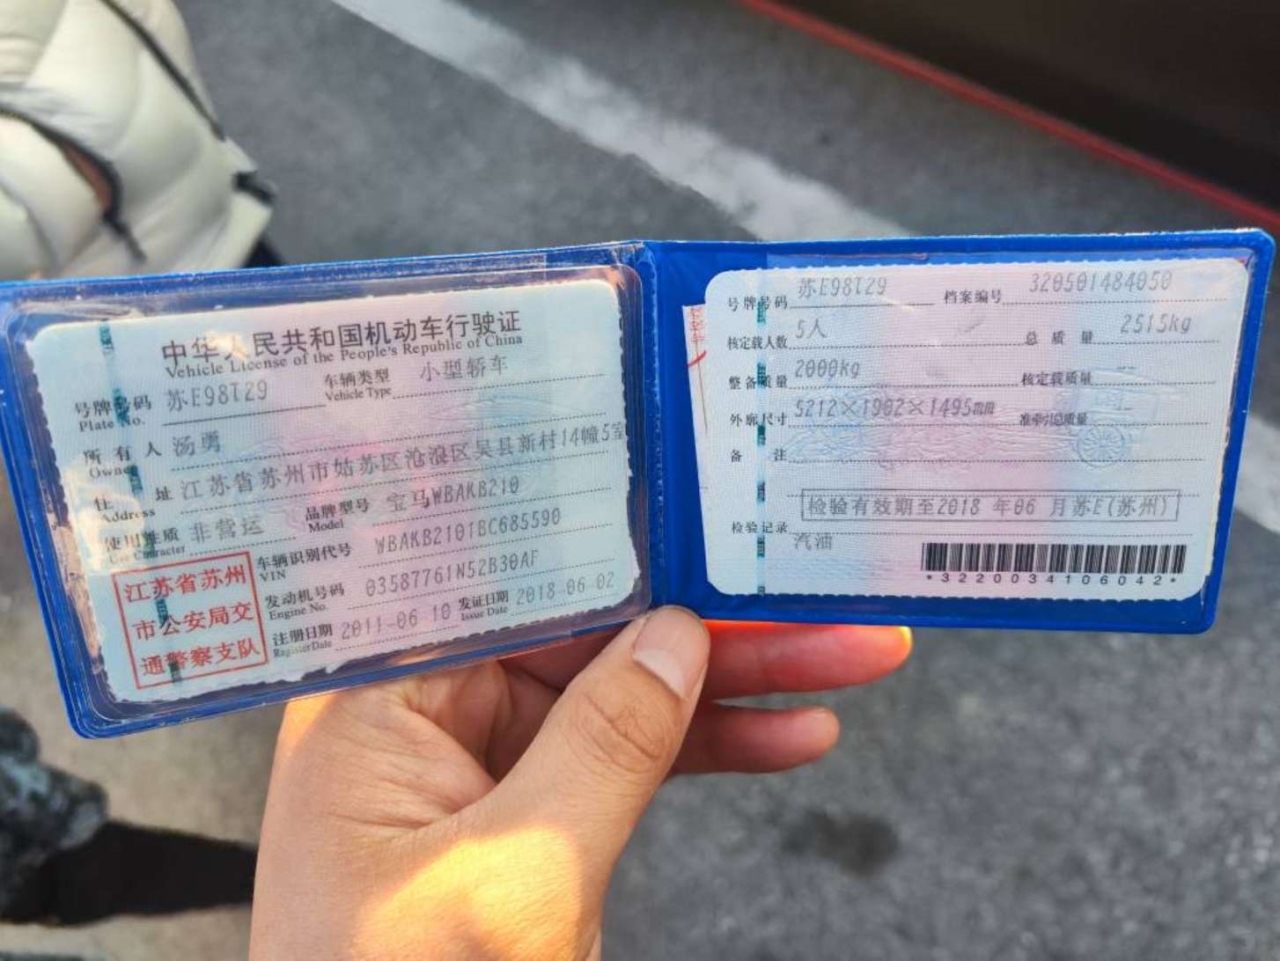 中华人民共和国机动车行驶证
Vehicle License of the People's Republic of China
号牌号码 苏E98T29 车辆类型 小型轿车
Plate No. Vehicle Type
所有人 汤勇
Owner
住址 江苏省苏州市姑苏区沧浪区吴县新村14幢5室
Address
使用性质 非营运 品牌型号 宝马WBAKB210
Use Character Model
车辆识别代号 WBAKB2101BC685590
VIN
发动机号码 03587761N52B30AF
Engine No.
注册日期 2011-06-10 发证日期 2018-06-02
Register Date Issue Date
江苏省苏州
市公安局交
通警察支队
号牌号码 苏E98T29 档案编号 320501484050
核定载人数 5人 总质量 2515kg
整备质量 2000kg 核定载质量 --
外廓尺寸 5212×1902×1495mm 准牵引总质量 --
备注
检验有效期至2018年06月苏E(苏州)
检验记录
汽油
*3220034106042*